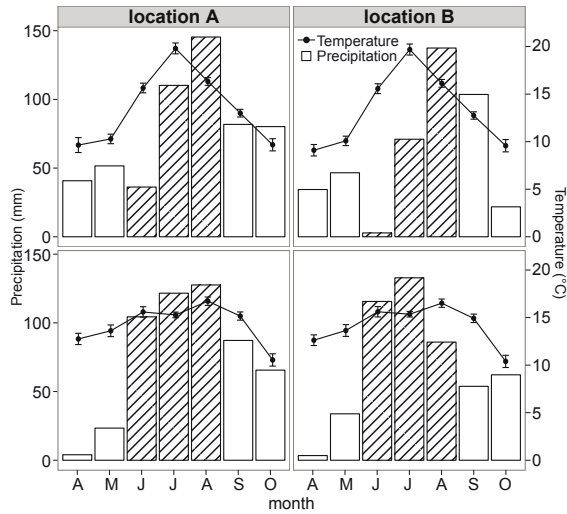 location A
location B
150
100
50
0
Temperature
Precipitation
20
15
10
5
0
Precipitation (mm)
Temperature (°C)
150
100
50
0
20
15
10
5
0
A M J J A S O
A M J J A S O
month